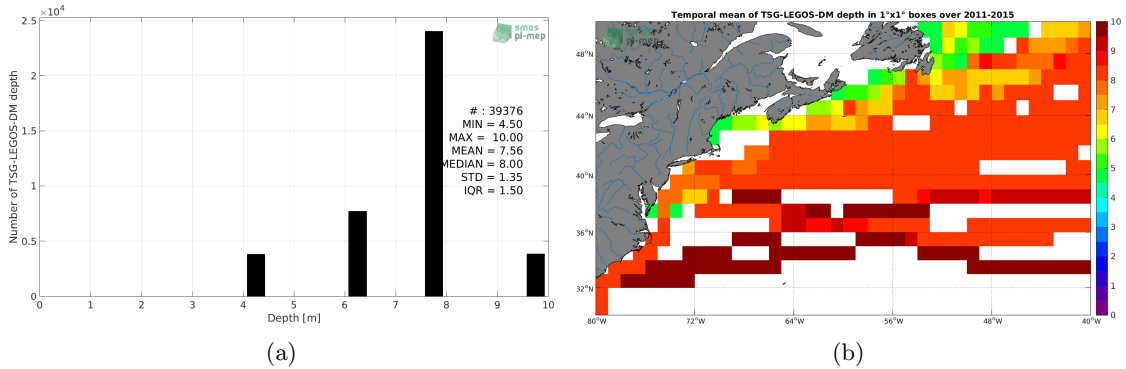 ×10⁴
2.5
2
1.5
1
0.5
0
0 1 2 3 4 5 6 7 8 9 10
Number of TSG-LEGOS-DM depth
Depth [m]
smos
pi-mep
# : 39376
MIN = 4.50
MAX = 10.00
MEAN = 7.56
MEDIAN = 8.00
STD = 1.35
IQR = 1.50
(a)
Temporal mean of TSG-LEGOS-DM depth in 1°x1° boxes over 2011-2015
smos
pi-mep
48°N
44°N
40°N
36°N
32°N
80°W 72°W 64°W 56°W 48°W 40°W
10
9
8
7
6
5
4
3
2
1
0
(b)